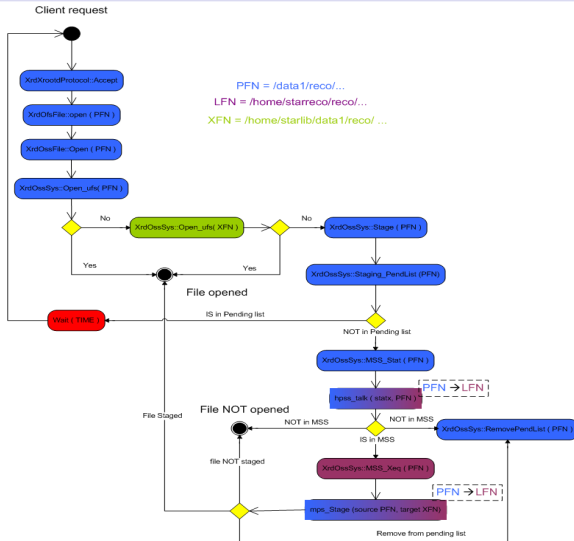 Client request
XrdXrootdProtocol::Accept
PFN = /data1/reco/...
LFN = /home/starreco/reco/...
XrdOfsFile::open ( PFN )
XFN = /home/starlib/data1/reco/ ...
XrdOssFile::Open ( PFN )
XrdOssSys::Open_ufs( PFN )
No
XrdOssSys::Open_ufs( XFN )
No
XrdOssSys::Stage ( PFN )
Yes
Yes
XrdOssSys::Staging_PendList (PFN)
File opened
Wait ( TIME )
IS in Pending list
NOT in Pending list
XrdOssSys::MSS_Stat ( PFN )
PFN → LFN
hpss_talk ( statx, PFN )
File Staged
File NOT opened
NOT in MSS
NOT in MSS
XrdOssSys::RemovePendList ( PFN )
IS in MSS
file NOT staged
XrdOssSys::MSS_Xeq ( PFN )
PFN → LFN
mps_Stage (source PFN, target XFN)
Remove from pending list